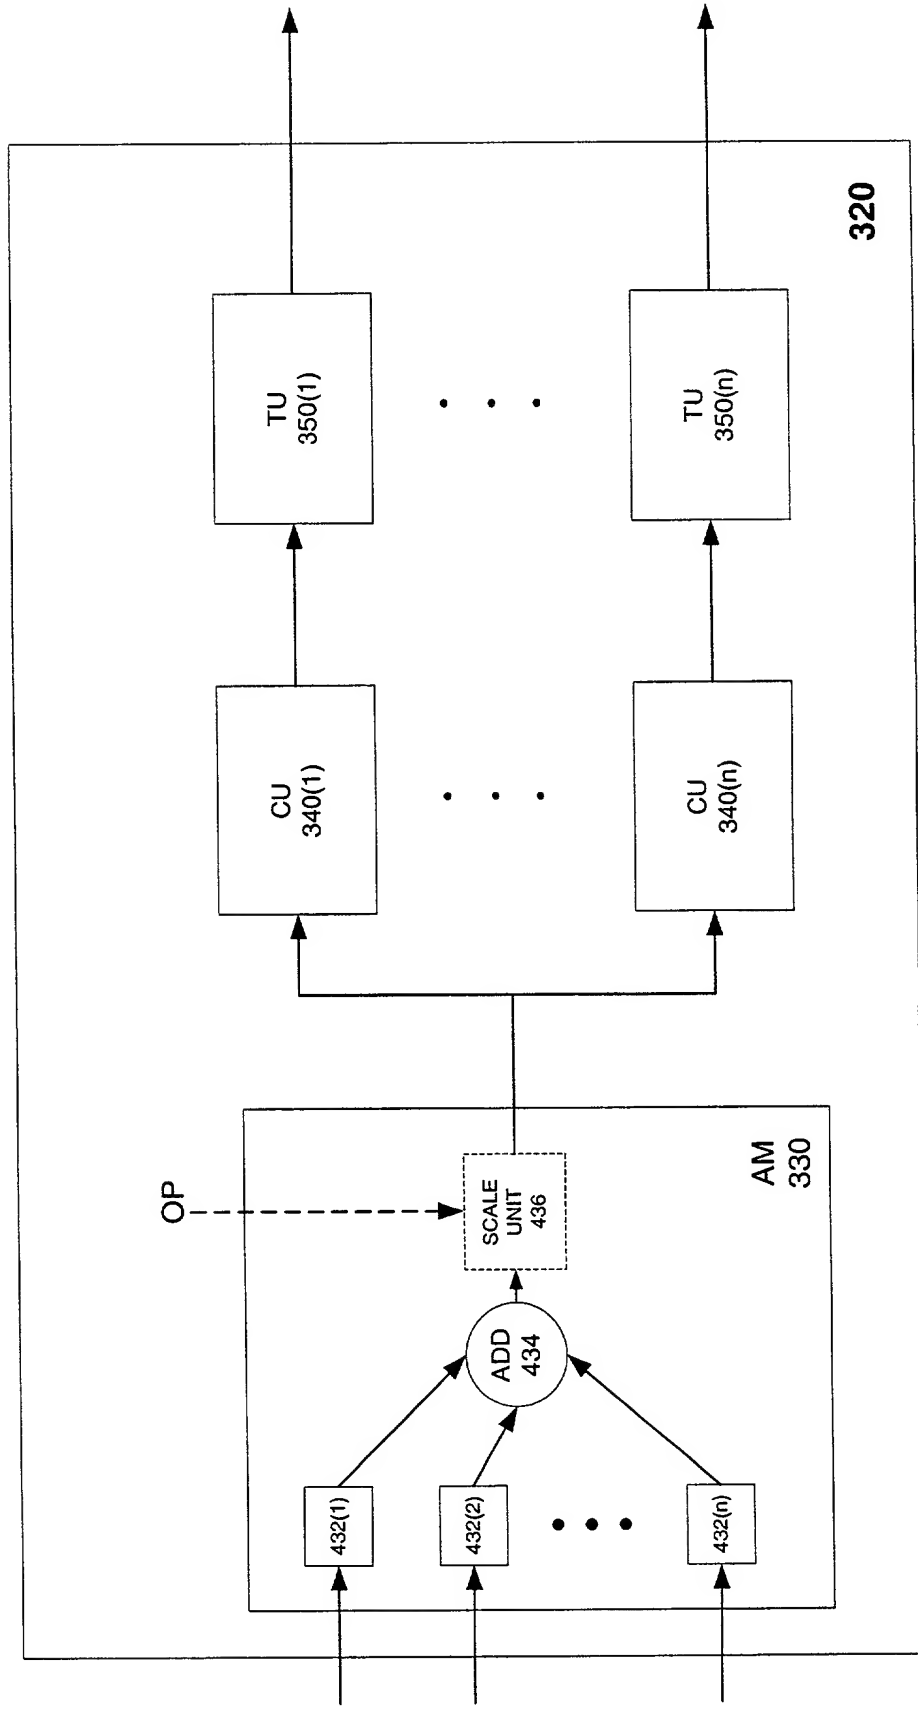 432(1)
432(2)
432(n)
ADD
434
SCALE
UNIT
436
OP
AM
330
CU
340(1)
CU
340(n)
TU
350(1)
TU
350(n)
320